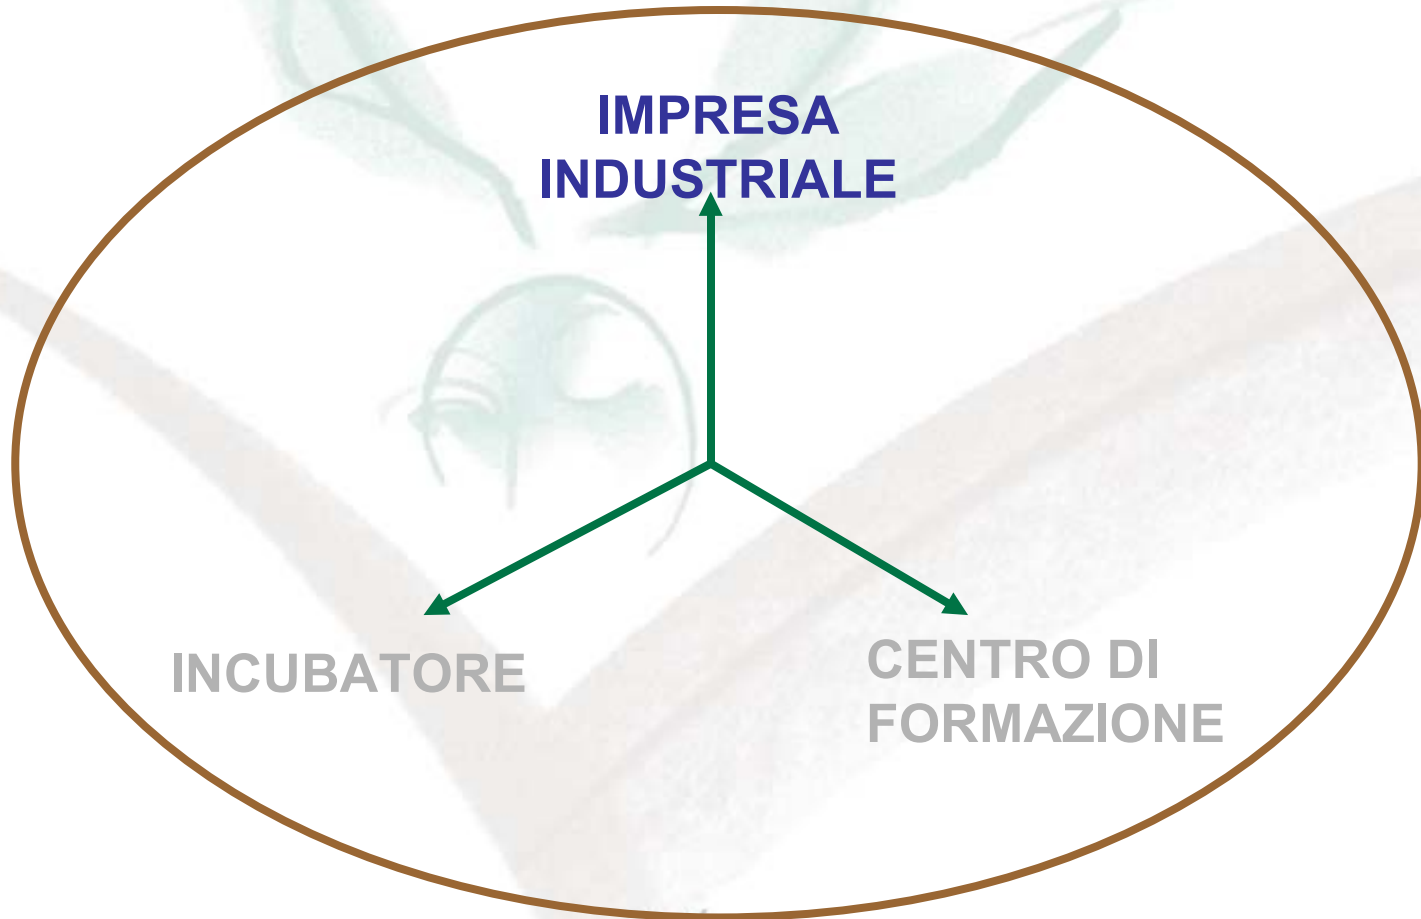 IMPRESA
INDUSTRIALE
INCUBATORE
CENTRO DI
FORMAZIONE